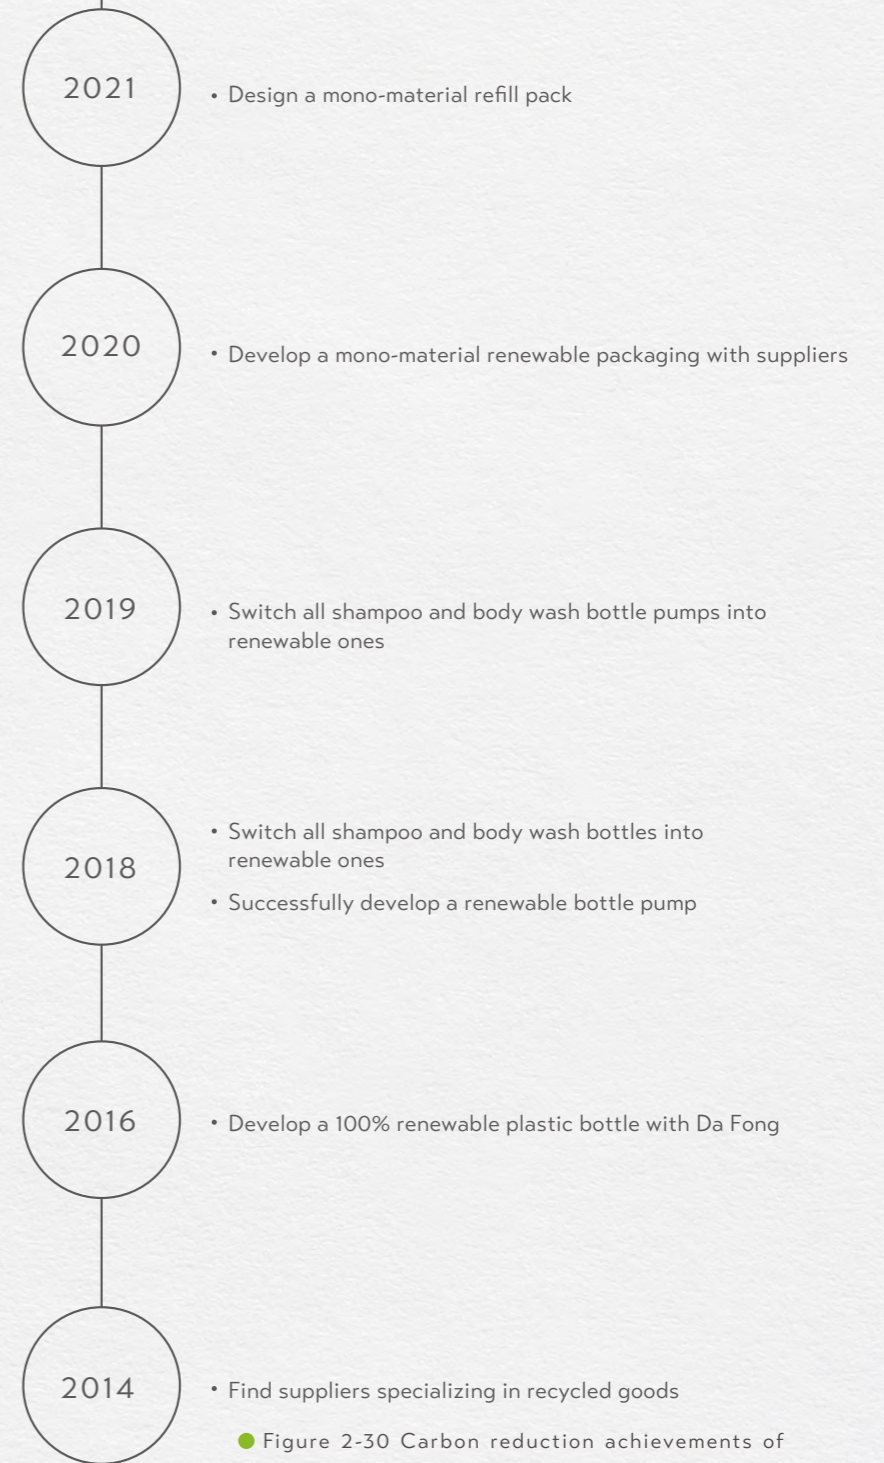 2021
• Design a mono-material refill pack
2020
• Develop a mono-material renewable packaging with suppliers
2019
• Switch all shampoo and body wash bottle pumps into
renewable ones
2018
• Switch all shampoo and body wash bottles into
renewable ones
• Successfully develop a renewable bottle pump
2016
• Develop a 100% renewable plastic bottle with Da Fong
2014
• Find suppliers specializing in recycled goods
● Figure 2-30 Carbon reduction achievements of